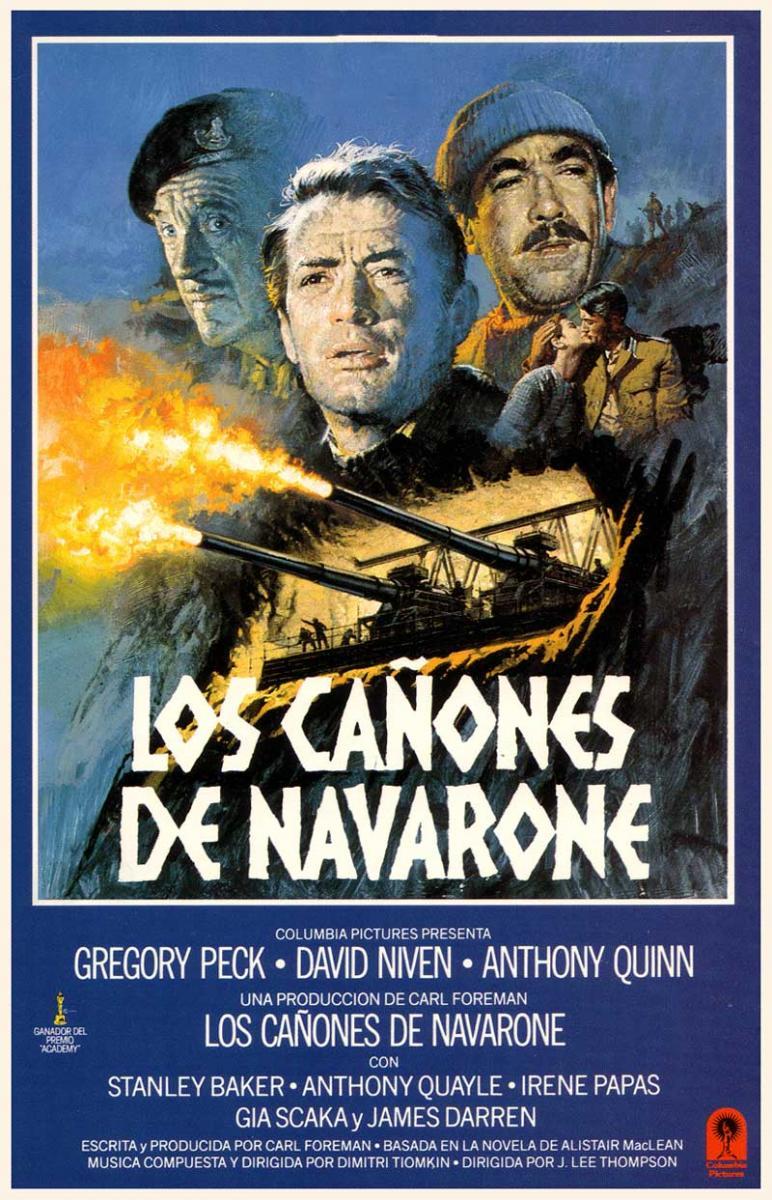 LOS CAÑONES
DE NAVARONE
COLUMBIA PICTURES PRESENTA
GREGORY PECK • DAVID NIVEN • ANTHONY QUINN
UNA PRODUCCION DE CARL FOREMAN
LOS CAÑONES DE NAVARONE
CON
STANLEY BAKER • ANTHONY QUAYLE • IRENE PAPAS
GIA SCAKA y JAMES DARREN
ESCRITA y PRODUCIDA POR CARL FOREMAN • BASADA EN LA NOVELA DE ALISTAIR MacLEAN
MUSICA COMPUESTA Y DIRIGIDA POR DIMITRI TIOMKIN • DIRIGIDA POR J. LEE THOMPSON
GANADOR DEL
PREMIO
"ACADEMY"
Columbia
Pictures